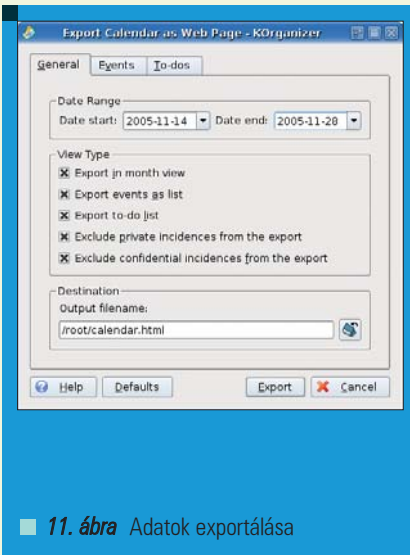 Export Calendar as Web Page - KOrganizer
General Events To-dos
Date Range
Date start: 2005-11-14 Date end: 2005-11-28
View Type
Export in month view
Export events as list
Export to-do list
Exclude private incidences from the export
Exclude confidential incidences from the export
Destination
Output filename:
/root/calendar.html
Help Defaults Export Cancel
11. ábra Adatok exportálása